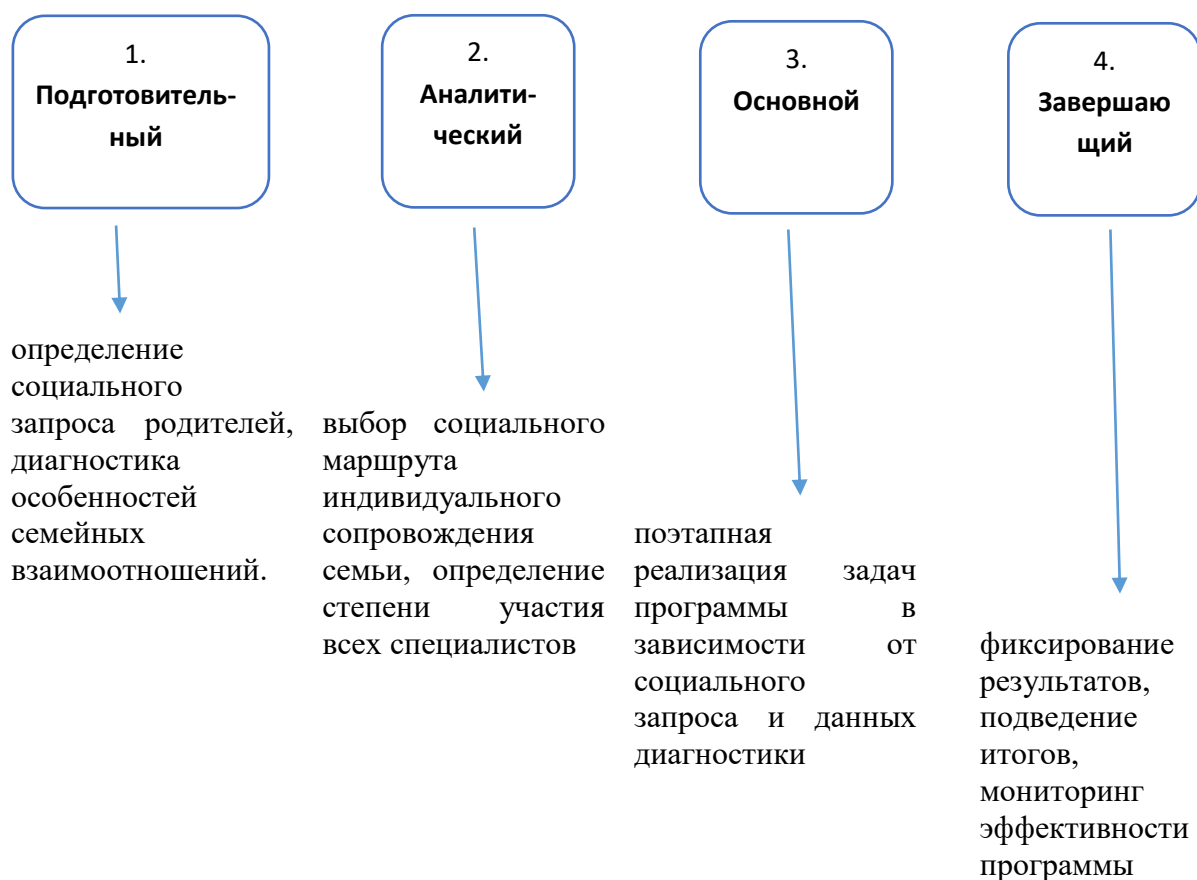 1.
Подготовитель-
ный
2.
Аналити-
ческий
3.
Основной
4.
Завершаю
щий
определение
социального
запроса родителей,
диагностика
особенностей
семейных
взаимоотношений.
выбор социального
маршрута
индивидуального
сопровождения
семьи, определение
степени участия
всех специалистов
поэтапная
реализация задач
программы в
зависимости от
социального
запроса и данных
диагностики
фиксирование
результатов,
подведение
итогов,
мониторинг
эффективности
программы